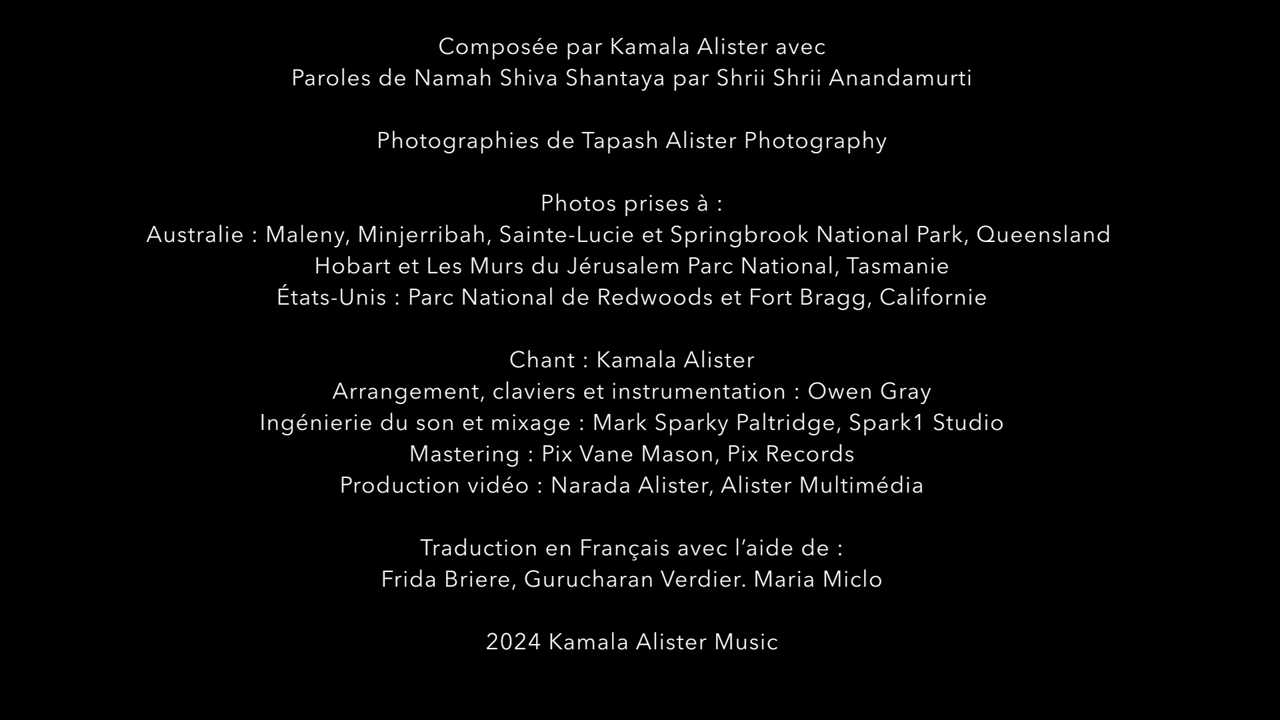 Composée par Kamala Alister avec
Paroles de Namah Shiva Shantaya par Shrii Shrii Anandamurti
Photographies de Tapash Alister Photography
Photos prises à :
Australie : Maleny, Minjerribah, Sainte-Lucie et Springbrook National Park, Queensland
Hobart et Les Murs du Jérusalem Parc National, Tasmanie
États-Unis : Parc National de Redwoods et Fort Bragg, Californie
Chant : Kamala Alister
Arrangement, claviers et instrumentation : Owen Gray
Ingénierie du son et mixage : Mark Sparky Paltridge, Spark1 Studio
Mastering : Pix Vane Mason, Pix Records
Production vidéo : Narada Alister, Alister Multimédia
Traduction en Français avec l’aide de :
Frida Briere, Gurucharan Verdier. Maria Miclo
2024 Kamala Alister Music